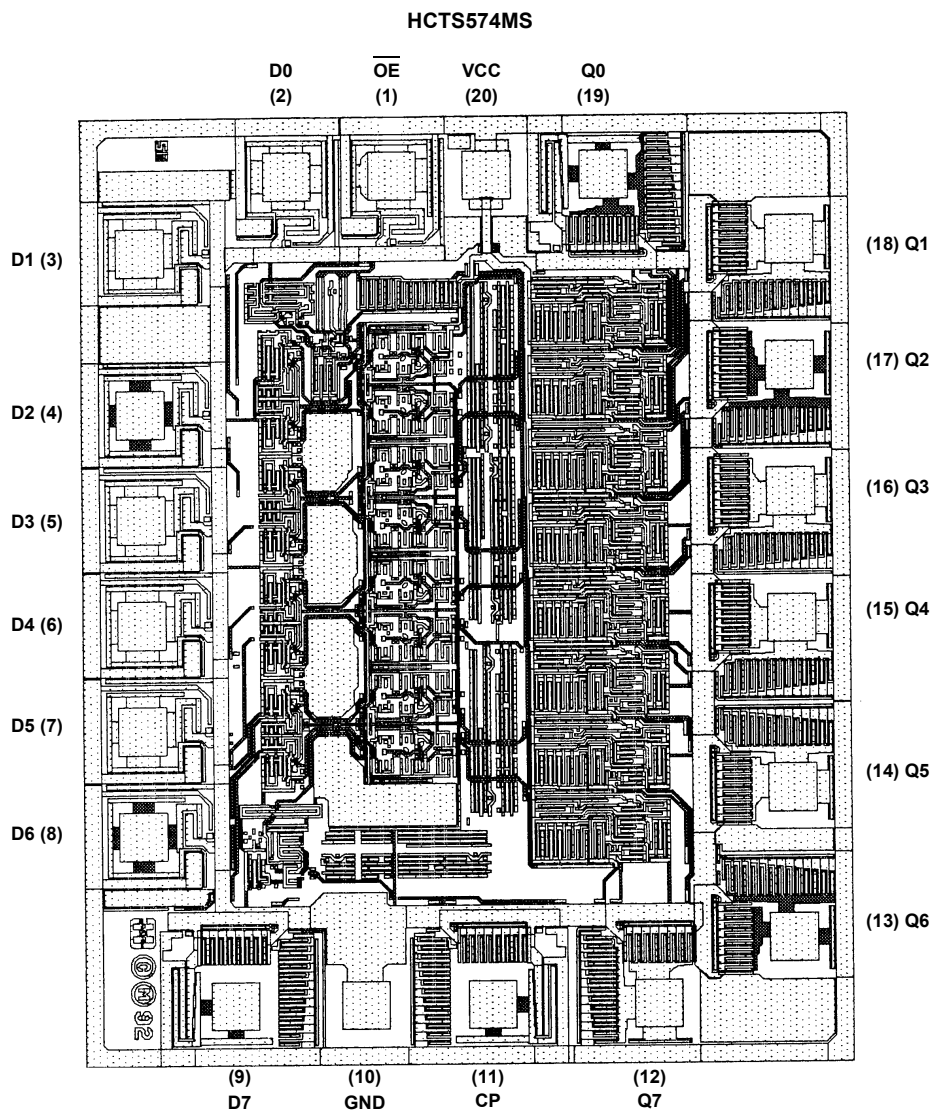 HCTS574MS
D0 OE VCC Q0
(2) (1) (20) (19)
D1 (3)
(18) Q1
(17) Q2
D2 (4)
(16) Q3
D3 (5)
(15) Q4
D4 (6)
D5 (7)
(14) Q5
D6 (8)
(13) Q6
(9) (10) (11) (12)
D7 GND CP Q7